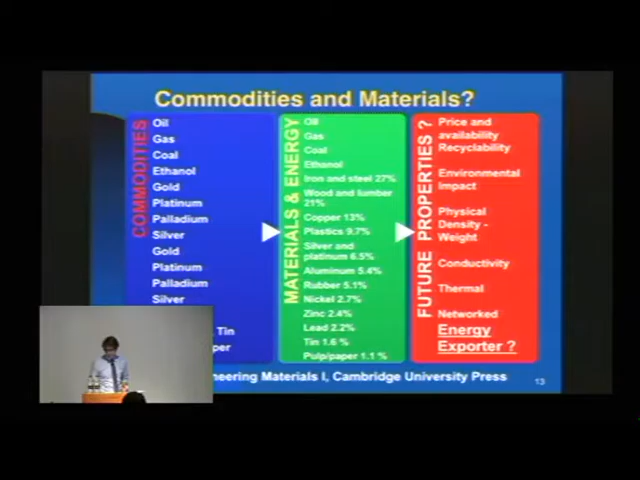 Commodities and Materials?
COMMODITIES
Oil
Gas
Coal
Ethanol
Gold
Platinum
Palladium
Silver
Gold
Platinum
Palladium
Silver
Tin
per
MATERIALS & ENERGY
Oil
Gas
Coal
Ethanol
Iron and steel 27%
Wood and lumber
21%
Copper 13%
Plastics 9.7%
Silver and
platinum 6.5%
Aluminum 5.4%
Rubber 5.1%
Nickel 2.7%
Zinc 2.4%
Lead 2.2%
Tin 1.6 %
Pulp/paper 1.1 %
FUTURE PROPERTIES ?
Price and
availability
Recyclability
Environmental
Impact
Physical
Density -
Weight
Conductivity
Thermal
Networked
Energy
Exporter ?
neering Materials I, Cambridge University Press
13